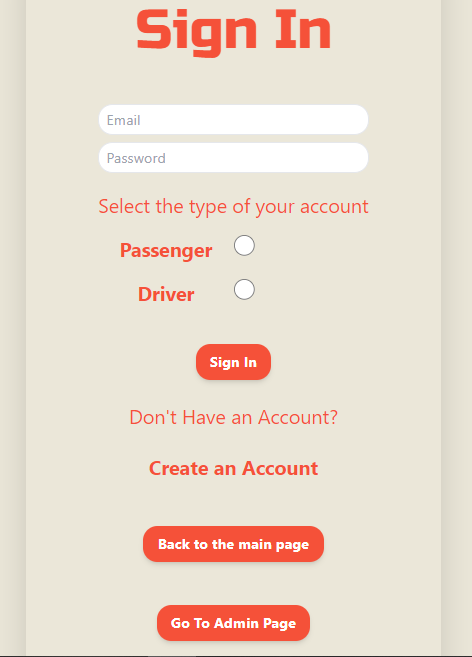 Sign In
Email
Password
Select the type of your account
Passenger
Driver
Sign In
Don't Have an Account?
Create an Account
Back to the main page
Go To Admin Page